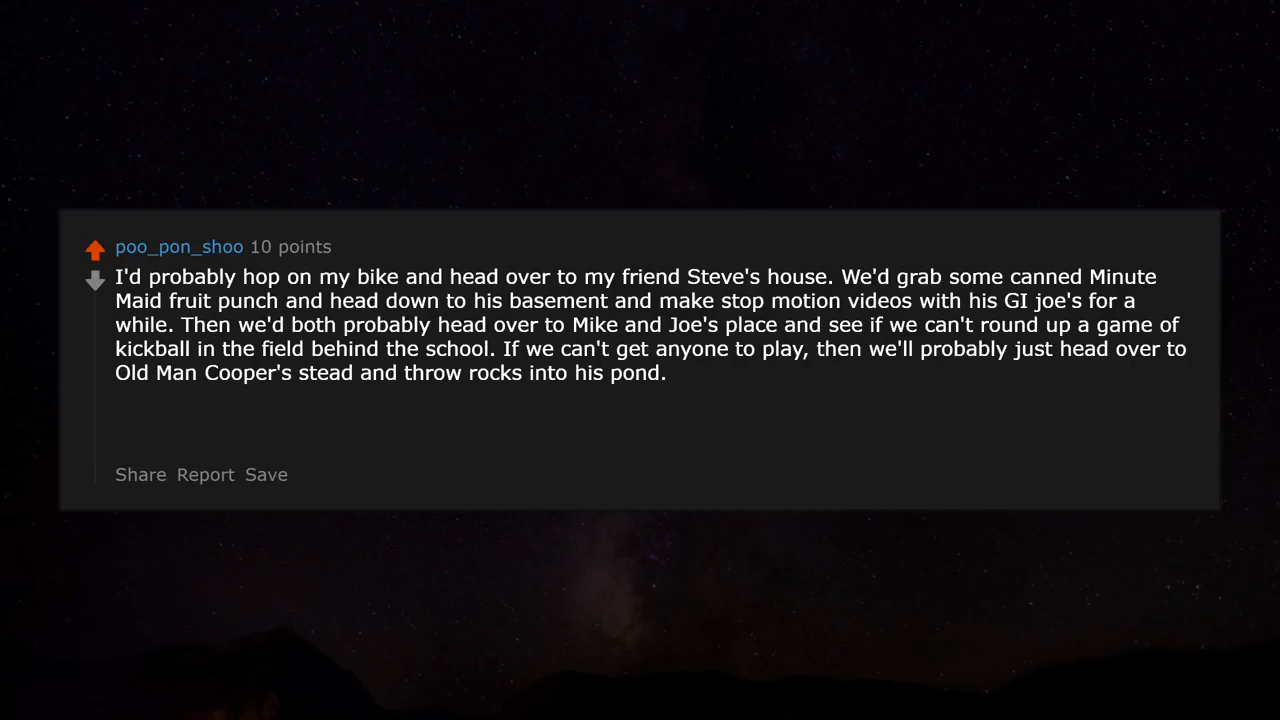 poo_pon_shoo 10 points
I'd probably hop on my bike and head over to my friend Steve's house. We'd grab some canned Minute
Maid fruit punch and head down to his basement and make stop motion videos with his GI joe's for a
while. Then we'd both probably head over to Mike and Joe's place and see if we can't round up a game of
kickball in the field behind the school. If we can't get anyone to play, then we'll probably just head over to
Old Man Cooper's stead and throw rocks into his pond.
Share Report Save